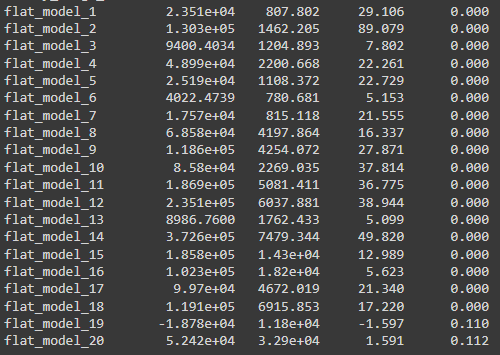 flat_model_1 2.351e+04 807.802 29.106 0.000
flat_model_2 1.303e+05 1462.205 89.079 0.000
flat_model_3 9400.4034 1204.893 7.802 0.000
flat_model_4 4.899e+04 2200.668 22.261 0.000
flat_model_5 2.519e+04 1108.372 22.729 0.000
flat_model_6 4022.4739 780.681 5.153 0.000
flat_model_7 1.757e+04 815.118 21.555 0.000
flat_model_8 6.858e+04 4197.864 16.337 0.000
flat_model_9 1.186e+05 4254.072 27.871 0.000
flat_model_10 8.58e+04 2269.035 37.814 0.000
flat_model_11 1.869e+05 5081.411 36.775 0.000
flat_model_12 2.351e+05 6037.881 38.944 0.000
flat_model_13 8986.7600 1762.433 5.099 0.000
flat_model_14 3.726e+05 7479.344 49.820 0.000
flat_model_15 1.858e+05 1.43e+04 12.989 0.000
flat_model_16 1.023e+05 1.82e+04 5.623 0.000
flat_model_17 9.97e+04 4672.019 21.340 0.000
flat_model_18 1.191e+05 6915.853 17.220 0.000
flat_model_19 -1.878e+04 1.18e+04 -1.597 0.110
flat_model_20 5.242e+04 3.29e+04 1.591 0.112